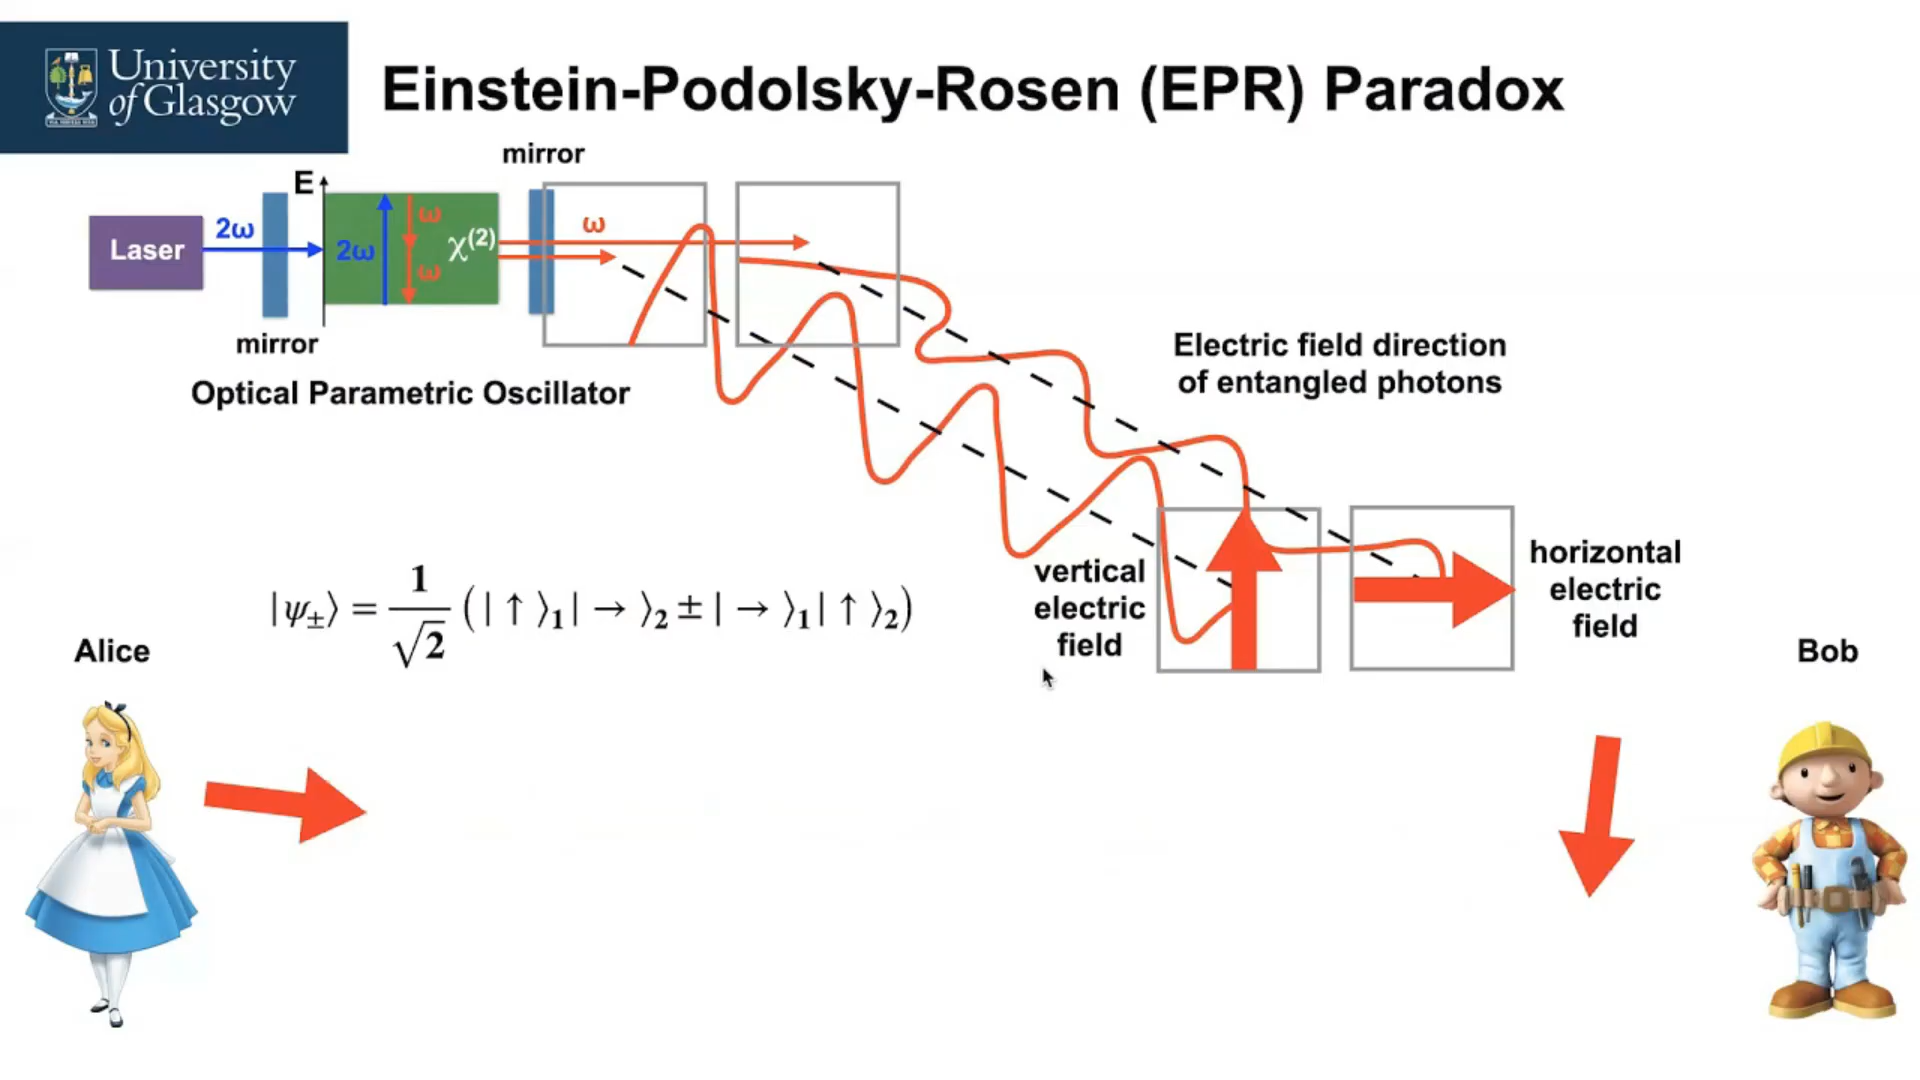 University
of Glasgow
Einstein-Podolsky-Rosen (EPR) Paradox
mirror
E
Laser
2ω
2ω
ω
ω
χ(2)
ω
mirror
Optical Parametric Oscillator
Electric field direction
of entangled photons
|ψ±⟩ = 1/√2 (|↑⟩1|→⟩2 ± |→⟩1|↑⟩2)
vertical
electric
field
horizontal
electric
field
Alice
Bob